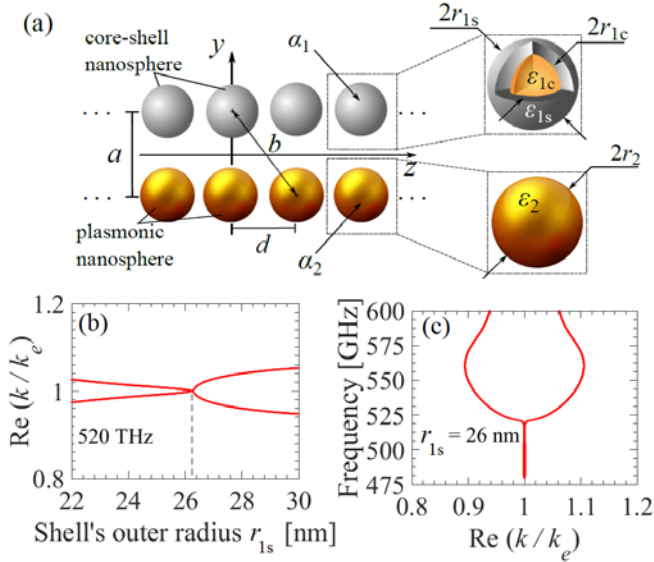 (a)
core-shell
nanosphere
y
α₁
2r₁ₛ
2r₁c
ε₁c
ε₁ₛ
. . .
. . .
a
b
z
2r₂
ε₂
. . .
. . .
plasmonic
nanosphere
d
α₂
(b)
1.2
1
0.8
Re (k / kₑ)
520 THz
22 24 26 28 30
Shell's outer radius r₁ₛ [nm]
(c)
600
575
550
525
500
475
Frequency [GHz]
r₁ₛ = 26 nm
0.8 0.9 1 1.1 1.2
Re (k / kₑ)